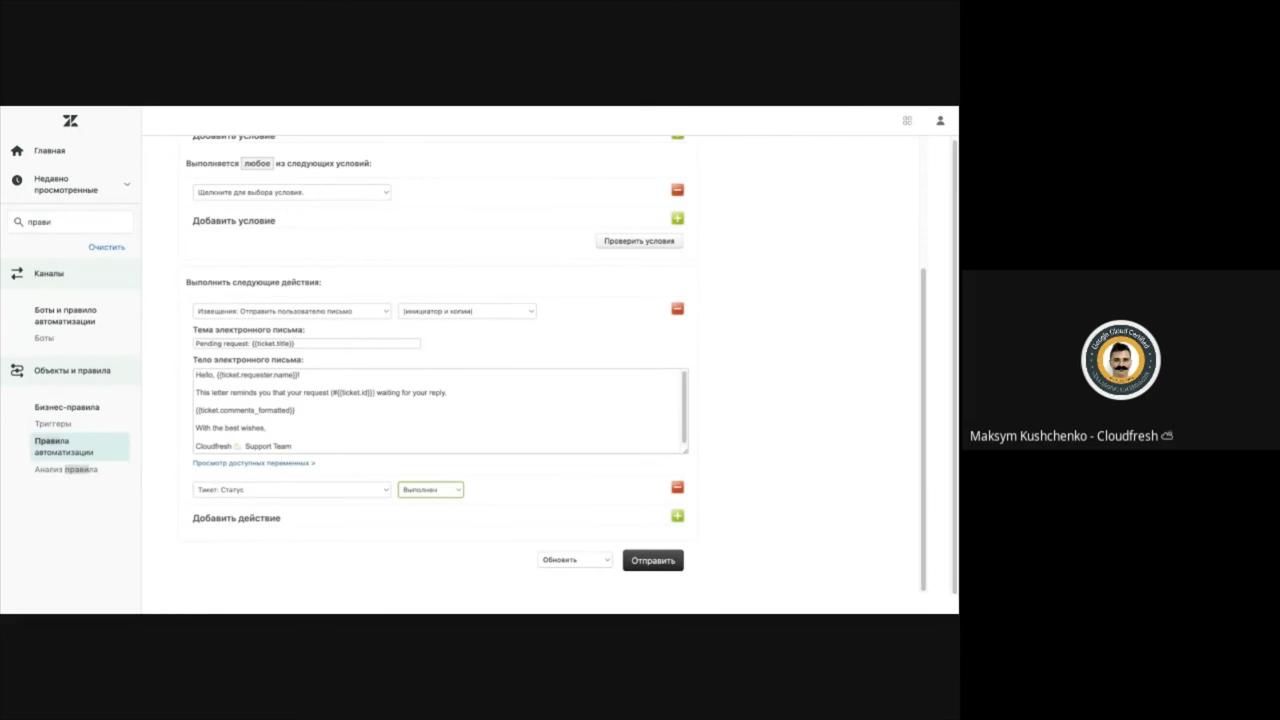 Главная
Недавно
просмотренные
прави
Очистить
Каналы
Боты и правило
автоматизации
Боты
Объекты и правила
Бизнес-правила
Триггеры
Правила
автоматизации
Анализ правила
Добавить условие
Выполняется любое из следующих условий:
Щелкните для выбора условия.
Добавить условие
Проверить условия
Выполнить следующие действия:
Извещения: Отправить пользователю письмо
(инициатор и копии)
Тема электронного письма:
Pending request: {{ticket.title}}
Тело электронного письма:
Hello, {{ticket.requester.name}}!
This letter reminds you that your request (#{{ticket.id}}) waiting for your reply.
{{ticket.comments_formatted}}
With the best wishes,
Cloudfresh Support Team
Просмотр доступных переменных >
Тикет: Статус
Выполнен
Добавить действие
Обновить
Отправить
Maksym Kushchenko - Cloudfresh